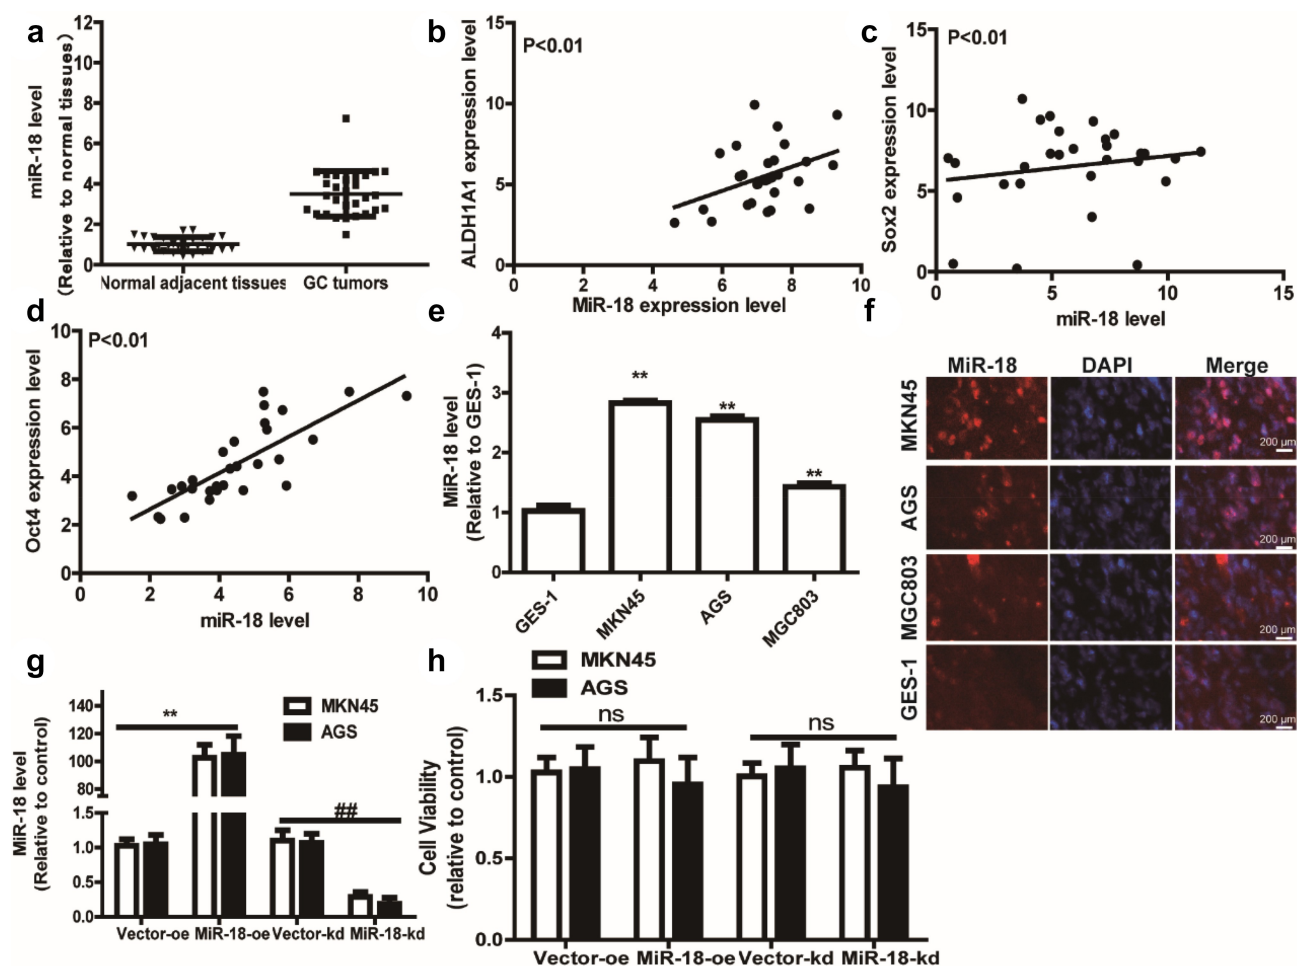 a
miR-18 level
(Relative to normal tissues)
12
10
8
6
4
2
0
Normal adjacent tissues
GC tumors
b
P<0.01
ALDH1A1 expression level
15
10
5
0
0
2
4
6
8
10
MiR-18 expression level
c
P<0.01
Sox2 expression level
15
10
5
0
0
5
10
15
miR-18 level
d
P<0.01
Oct4 expression level
10
8
6
4
2
0
0
2
4
6
8
10
miR-18 level
e
MiR-18 level
(Relative to GES-1)
4
3
2
1
0
**
**
**
GES-1
MKN45
AGS
MGC803
f
MiR-18
DAPI
Merge
MKN45
200 μm
AGS
200 μm
MGC803
200 μm
GES-1
200 μm
g
MKN45
AGS
MiR-18 level
(Relative to control)
140
120
100
80
1.5
1.0
0.5
0.0
**
##
Vector-oe
MiR-18-oe
Vector-kd
MiR-18-kd
h
MKN45
AGS
Cell Viability
(relative to control)
1.5
1.0
0.5
0.0
ns
ns
Vector-oe
MiR-18-oe
Vector-kd
MiR-18-kd